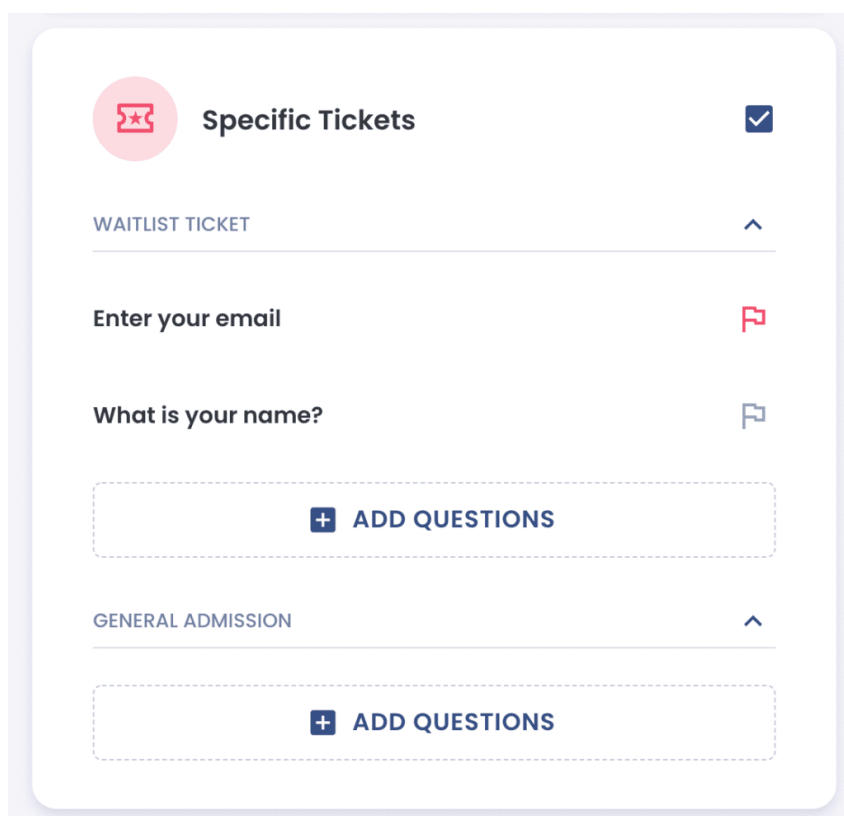 Specific Tickets
WAITLIST TICKET
Enter your email
What is your name?
ADD QUESTIONS
GENERAL ADMISSION
ADD QUESTIONS